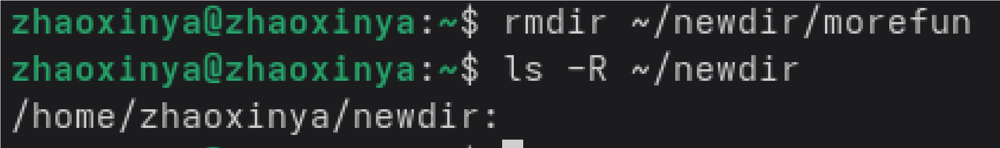 zhaoxinya@zhaoxinya:~$ rmdir ~/newdir/morefun
zhaoxinya@zhaoxinya:~$ ls -R ~/newdir
/home/zhaoxinya/newdir: